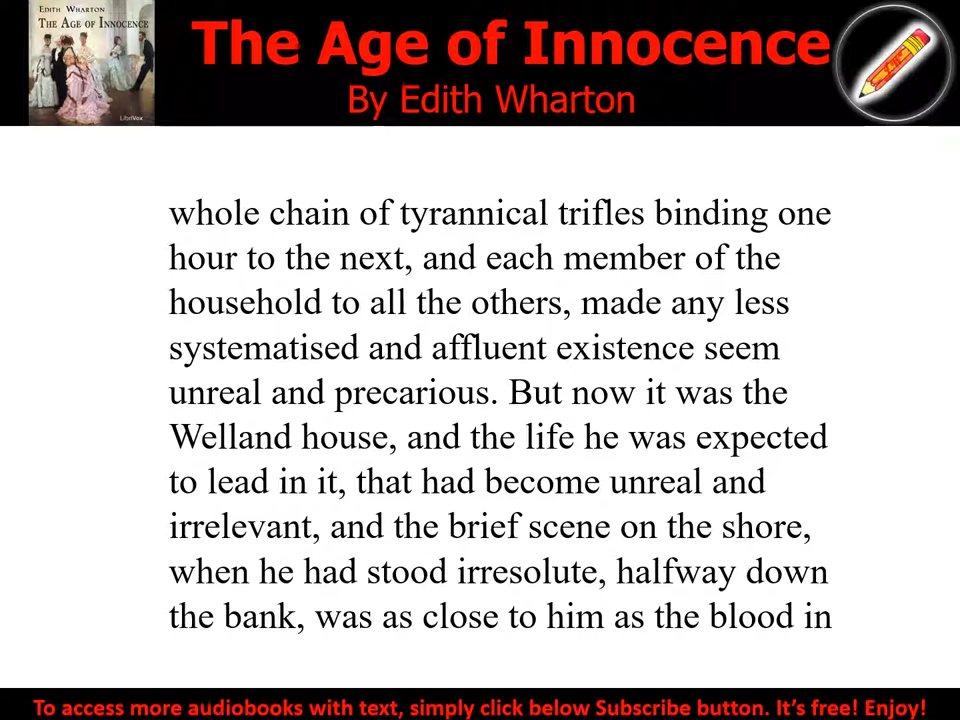 EDITH WHARTON
THE AGE OF INNOCENCE
LibriVox
The Age of Innocence
By Edith Wharton
whole chain of tyrannical trifles binding one
hour to the next, and each member of the
household to all the others, made any less
systematised and affluent existence seem
unreal and precarious. But now it was the
Welland house, and the life he was expected
to lead in it, that had become unreal and
irrelevant, and the brief scene on the shore,
when he had stood irresolute, halfway down
the bank, was as close to him as the blood in
To access more audiobooks with text, simply click below Subscribe button. It's free! Enjoy!